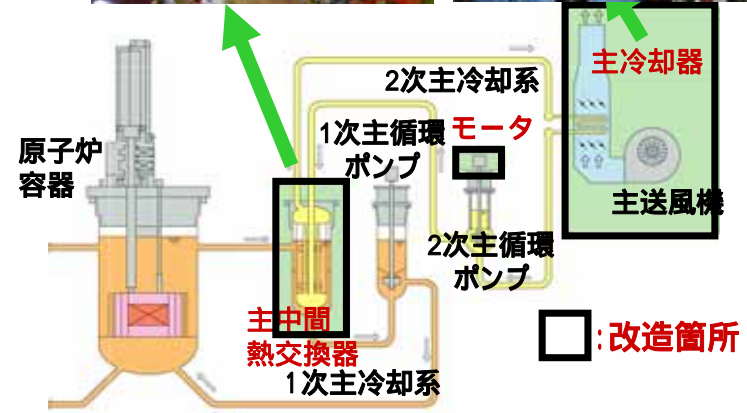 主冷却器
2次主冷却系
1次主循環
ポンプ
モータ
原子炉
容器
主送風機
2次主循環
ポンプ
主中間
熱交換器
:改造箇所
1次主冷却系